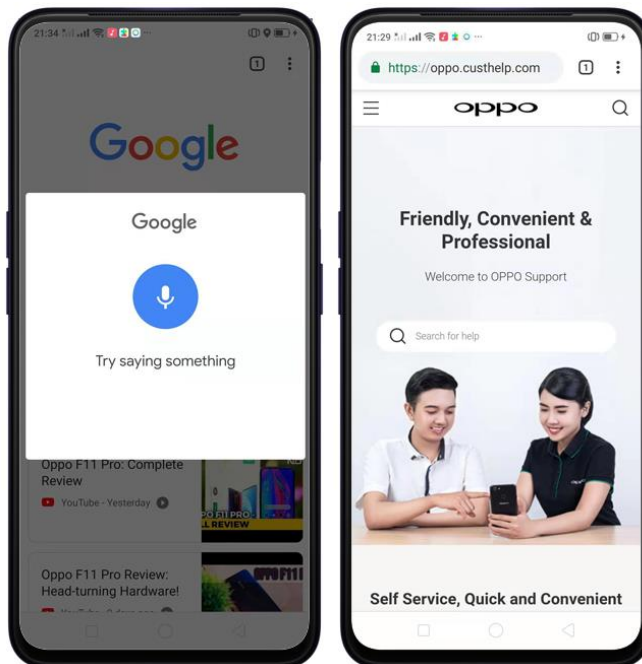 21:34
1
Google
Google
Try saying something
Oppo F11 Pro: Complete
Review
YouTube - Yesterday
Oppo F11 Pro Review:
Head-turning Hardware!
21:29
https://oppo.custhelp.com
1
oppo
Friendly, Convenient &
Professional
Welcome to OPPO Support
Search for help
Self Service, Quick and Convenient